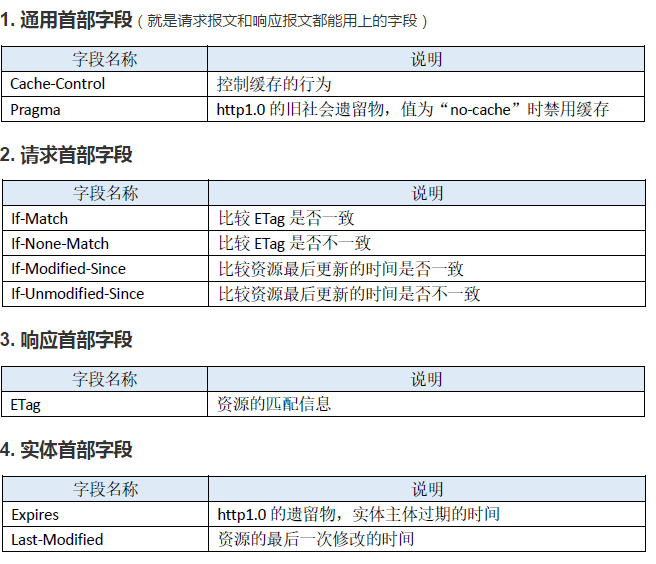 1. 通用首部字段（就是请求报文和响应报文都能用上的字段）
字段名称 说明
Cache-Control 控制缓存的行为
Pragma http1.0 的旧社会遗留物，值为“no-cache”时禁用缓存
2. 请求首部字段
字段名称 说明
If-Match 比较 ETag 是否一致
If-None-Match 比较 ETag 是否不一致
If-Modified-Since 比较资源最后更新的时间是否一致
If-Unmodified-Since 比较资源最后更新的时间是否不一致
3. 响应首部字段
字段名称 说明
ETag 资源的匹配信息
4. 实体首部字段
字段名称 说明
Expires http1.0 的遗留物，实体主体过期的时间
Last-Modified 资源的最后一次修改的时间